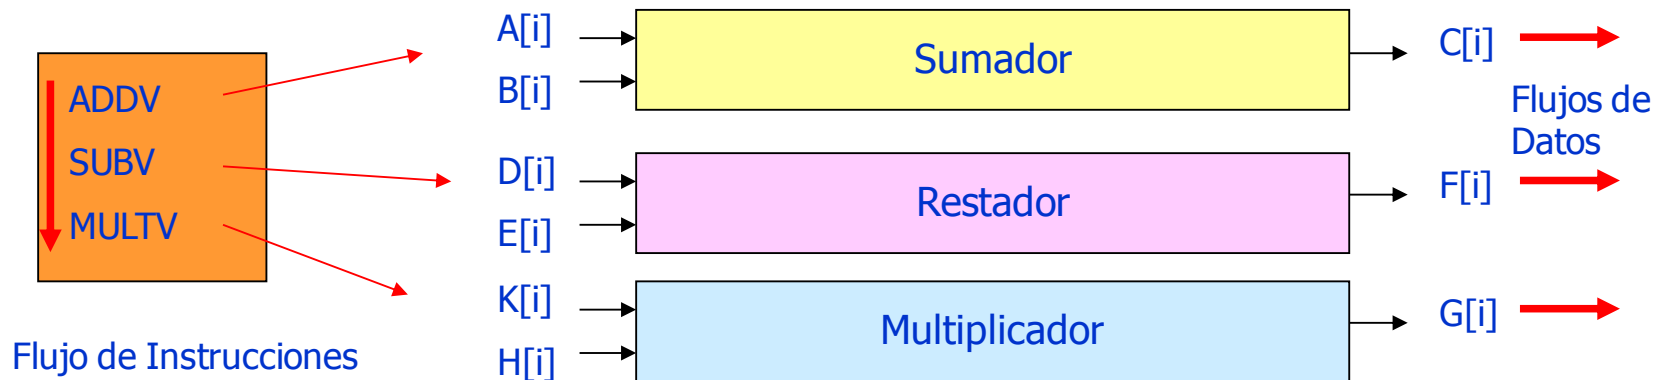 ADDV
SUBV
MULTV
Flujo de Instrucciones
A[i]
B[i]
Sumador
C[i]
Flujos de
Datos
D[i]
E[i]
Restador
F[i]
K[i]
H[i]
Multiplicador
G[i]